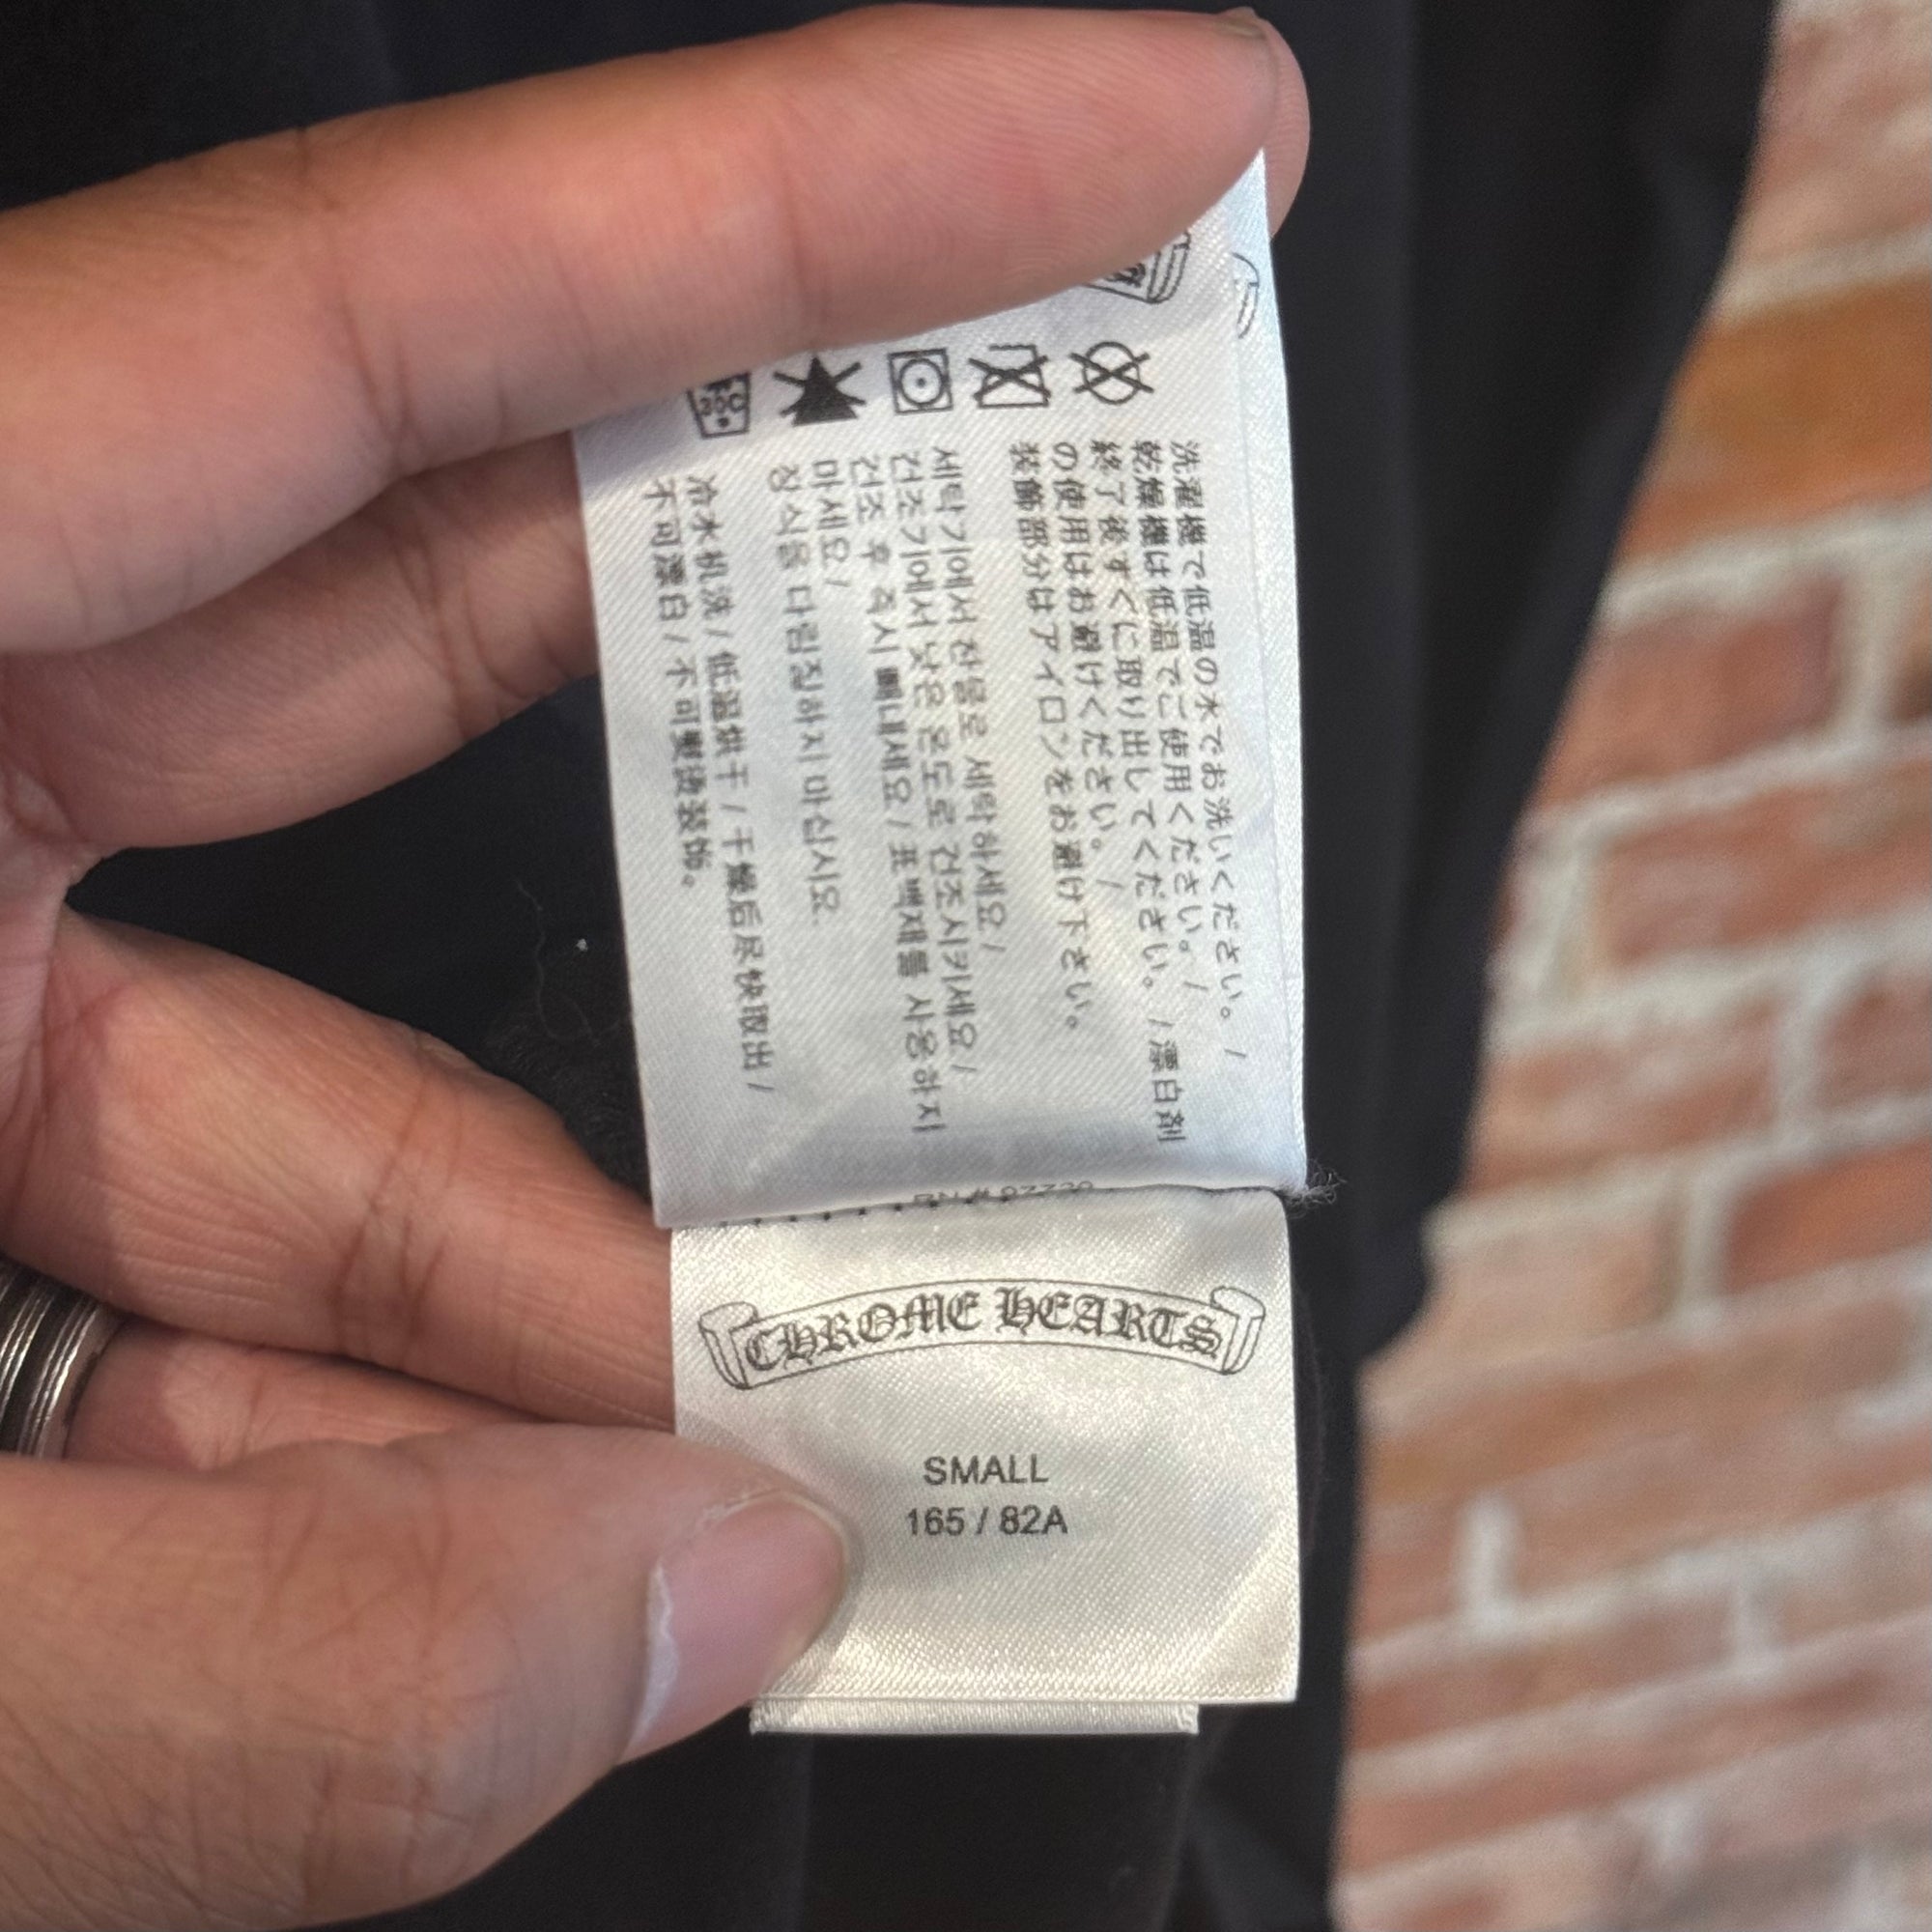 洗濯機で低温の水でお洗いください。/
乾燥機は低温でご使用ください。/
終了後すぐに取り出してください。/漂白剤
の使用はお避けください。/
装飾部分はアイロンをお避け下さい。
세탁기에서 찬물로 세탁하세요 /
건조기에서 낮은 온도로 건조시키세요 /
건조 후 즉시 빼내세요 / 표백제를 사용하지
마세요 /
장식을 다림질하지 마십시요.
冷水机洗 / 低温烘干 / 干燥后尽快取出 /
不可漂白 / 不可熨烫装饰。
CHROME HEARTS
SMALL
165 / 82A